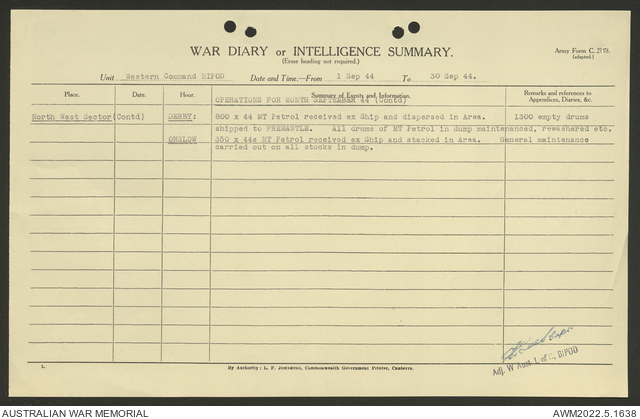 WAR DIARY or INTELLIGENCE SUMMARY.
(Erase heading not required.)
Army Form C. 2118.
(adapted.)
Unit Western Command BIPOD Date and Time.—From 1 Sep 44 To 30 Sep 44.
Place. Date. Hour. Summary of Events and Information. Remarks and references to Appendices, Diaries, &c.
OPERATIONS FOR MONTH SEPTEMBER 44 (Contd)
North West Sector(Contd) DERBY: 800 x 44 MT Petrol received ex Ship and dispersed in Area. 1300 empty drums
shipped to FREMANTLE. All drums of MT Petrol in dump maintenanced, rewashered etc.
ONSLOW 350 x 44s MT Petrol received ex Ship and stacked in Area. General maintenance
carried out on all stocks in dump.
Capt
Adj. W Aust L of C. BIPOD
1.
By Authority: L. F. Johnston, Commonwealth Government Printer, Canberra.
AUSTRALIAN WAR MEMORIAL
AWM2022.5.1638